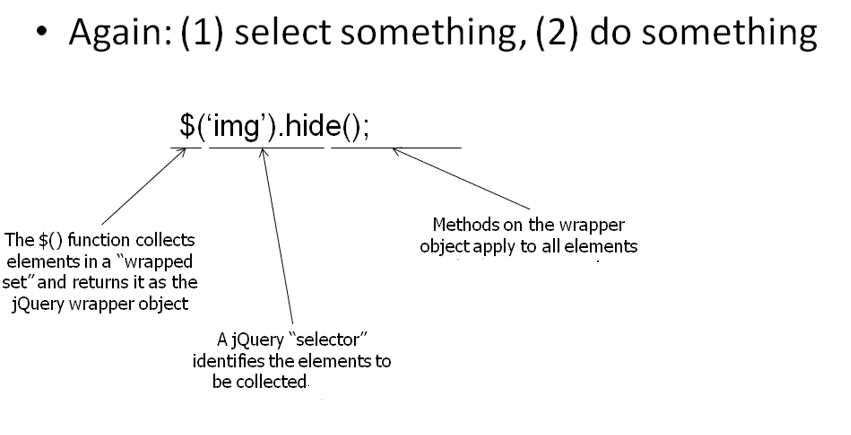 • Again: (1) select something, (2) do something
$(‘img’).hide();
The $() function collects
elements in a “wrapped
set” and returns it as the
jQuery wrapper object
A jQuery “selector”
identifies the elements to
be collected.
Methods on the wrapper
object apply to all elements